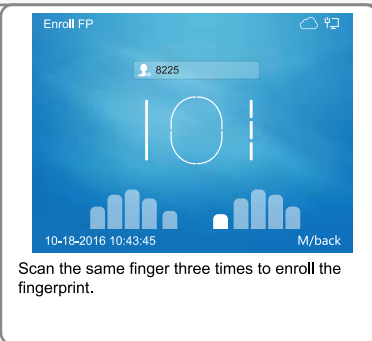 Enroll FP
8225
10-18-2016 10:43:45 M/back
Scan the same finger three times to enroll the
fingerprint.